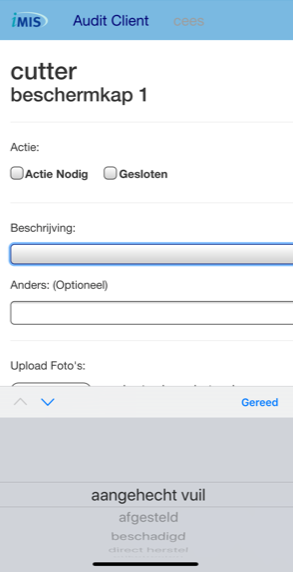 iMIS Audit Client cees
cutter
beschermkap 1
Actie:
Actie Nodig Gesloten
Beschrijving:
Anders: (Optioneel)
Upload Foto's:
Gereed
aangehecht vuil
afgesteld
beschadigd
direct herstel